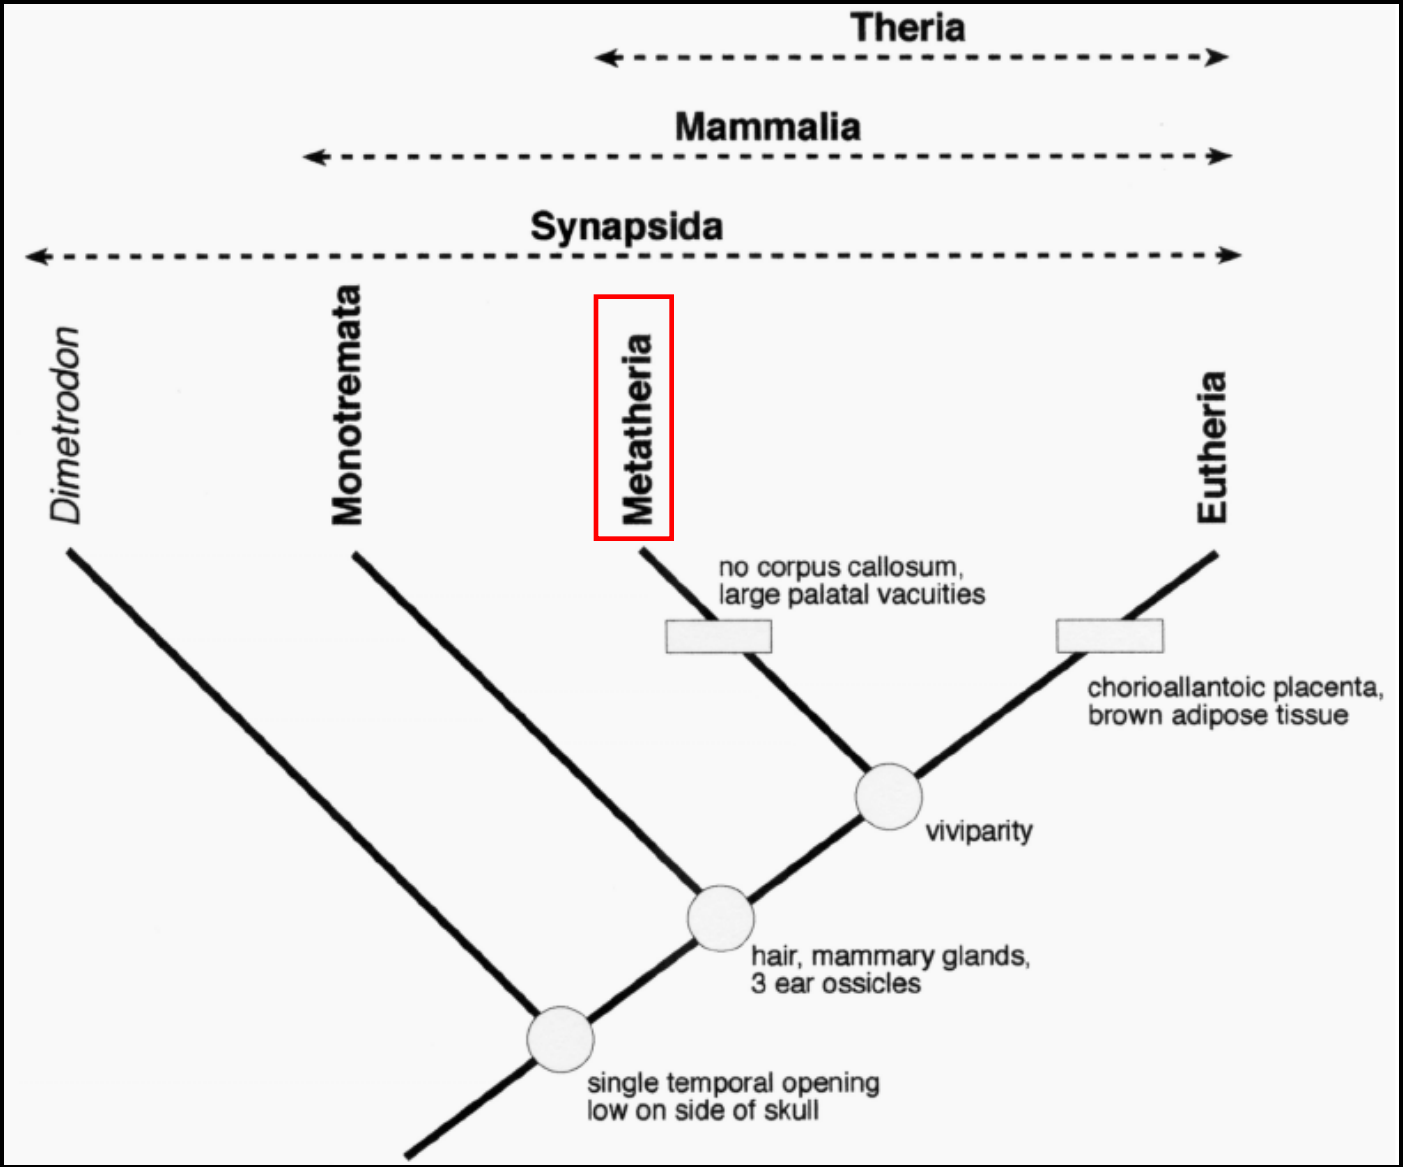 Theria
Mammalia
Synapsida
Dimetrodon
Monotremata
Metatheria
Eutheria
no corpus callosum,
large palatal vacuities
chorioallantoic placenta,
brown adipose tissue
viviparity
hair, mammary glands,
3 ear ossicles
single temporal opening
low on side of skull